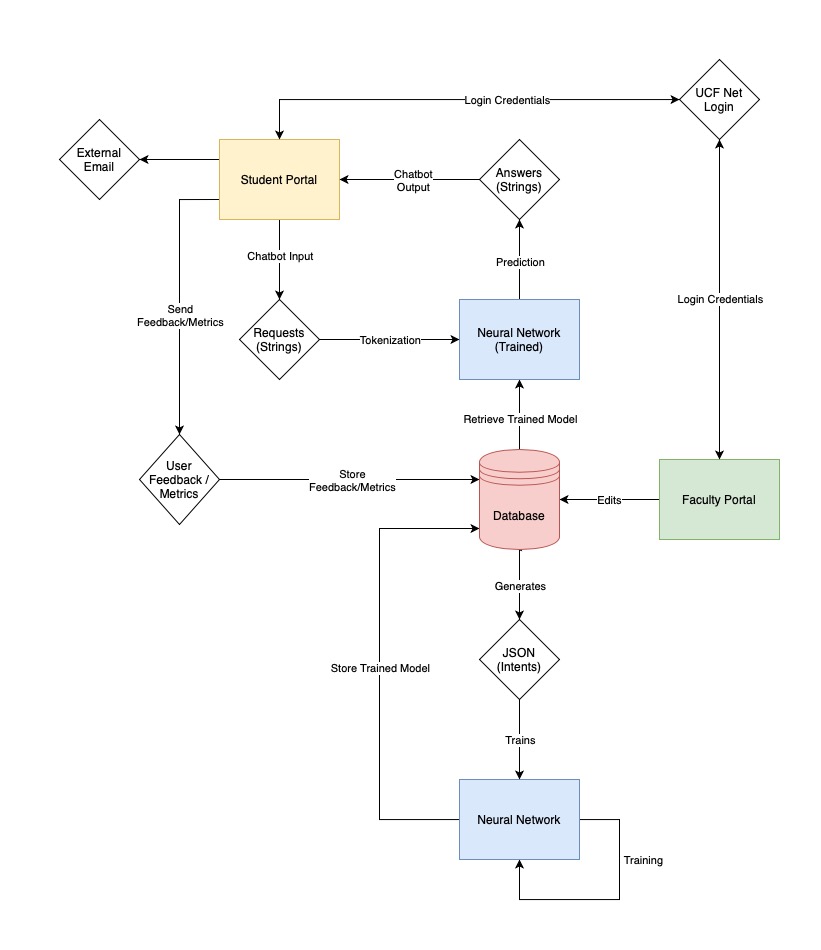 Login Credentials
UCF Net
Login
External
Email
Student Portal
Chatbot
Output
Answers
(Strings)
Chatbot Input
Prediction
Login Credentials
Send
Feedback/Metrics
Requests
(Strings)
Tokenization
Neural Network
(Trained)
Retrieve Trained Model
User
Feedback /
Metrics
Store
Feedback/Metrics
Database
Edits
Faculty Portal
Generates
JSON
(Intents)
Store Trained Model
Trains
Neural Network
Training